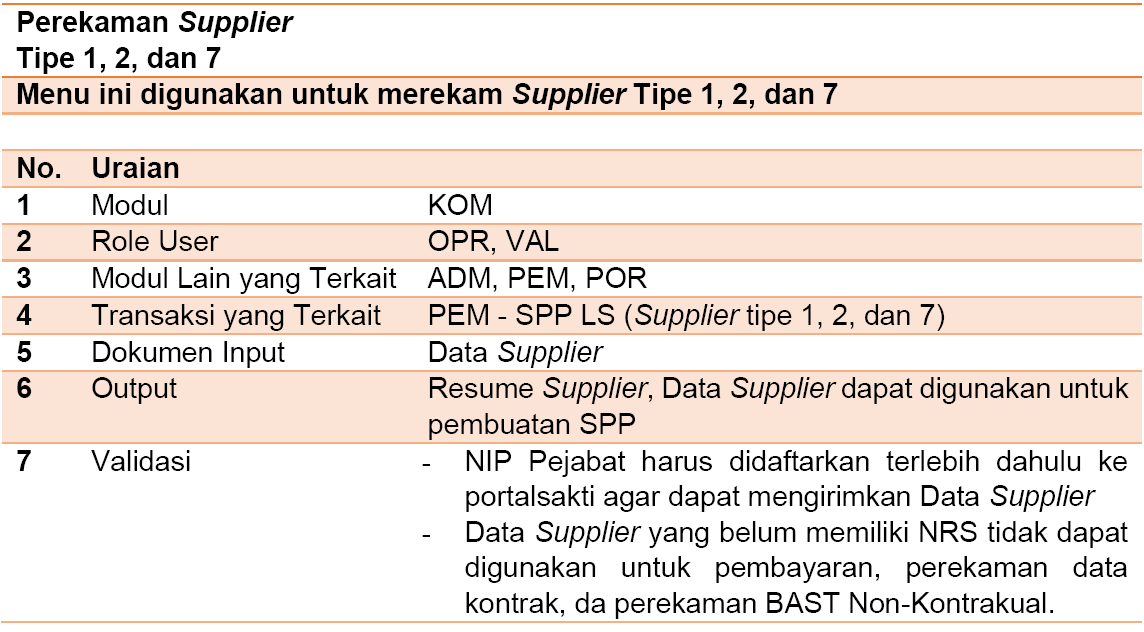 Perekaman Supplier
Tipe 1, 2, dan 7
Menu ini digunakan untuk merekam Supplier Tipe 1, 2, dan 7
No. Uraian
1 Modul KOM
2 Role User OPR, VAL
3 Modul Lain yang Terkait ADM, PEM, POR
4 Transaksi yang Terkait PEM - SPP LS (Supplier tipe 1, 2, dan 7)
5 Dokumen Input Data Supplier
6 Output Resume Supplier, Data Supplier dapat digunakan untuk
pembuatan SPP
7 Validasi - NIP Pejabat harus didaftarkan terlebih dahulu ke
portalsakti agar dapat mengirimkan Data Supplier
- Data Supplier yang belum memiliki NRS tidak dapat
digunakan untuk pembayaran, perekaman data
kontrak, da perekaman BAST Non-Kontrakual.